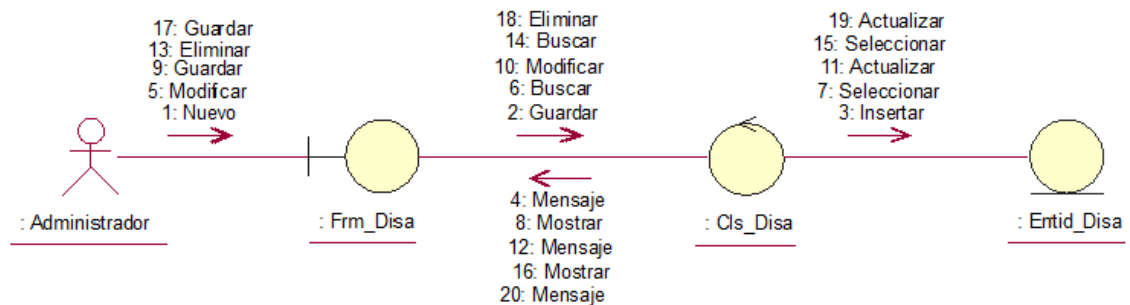 17: Guardar
13: Eliminar
9: Guardar
5: Modificar
1: Nuevo
18: Eliminar
14: Buscar
10: Modificar
6: Buscar
2: Guardar
19: Actualizar
15: Seleccionar
11: Actualizar
7: Seleccionar
3: Insertar
4: Mensaje
8: Mostrar
12: Mensaje
16: Mostrar
20: Mensaje
: Administrador
: Frm_Disa
: Cls_Disa
: Entid_Disa